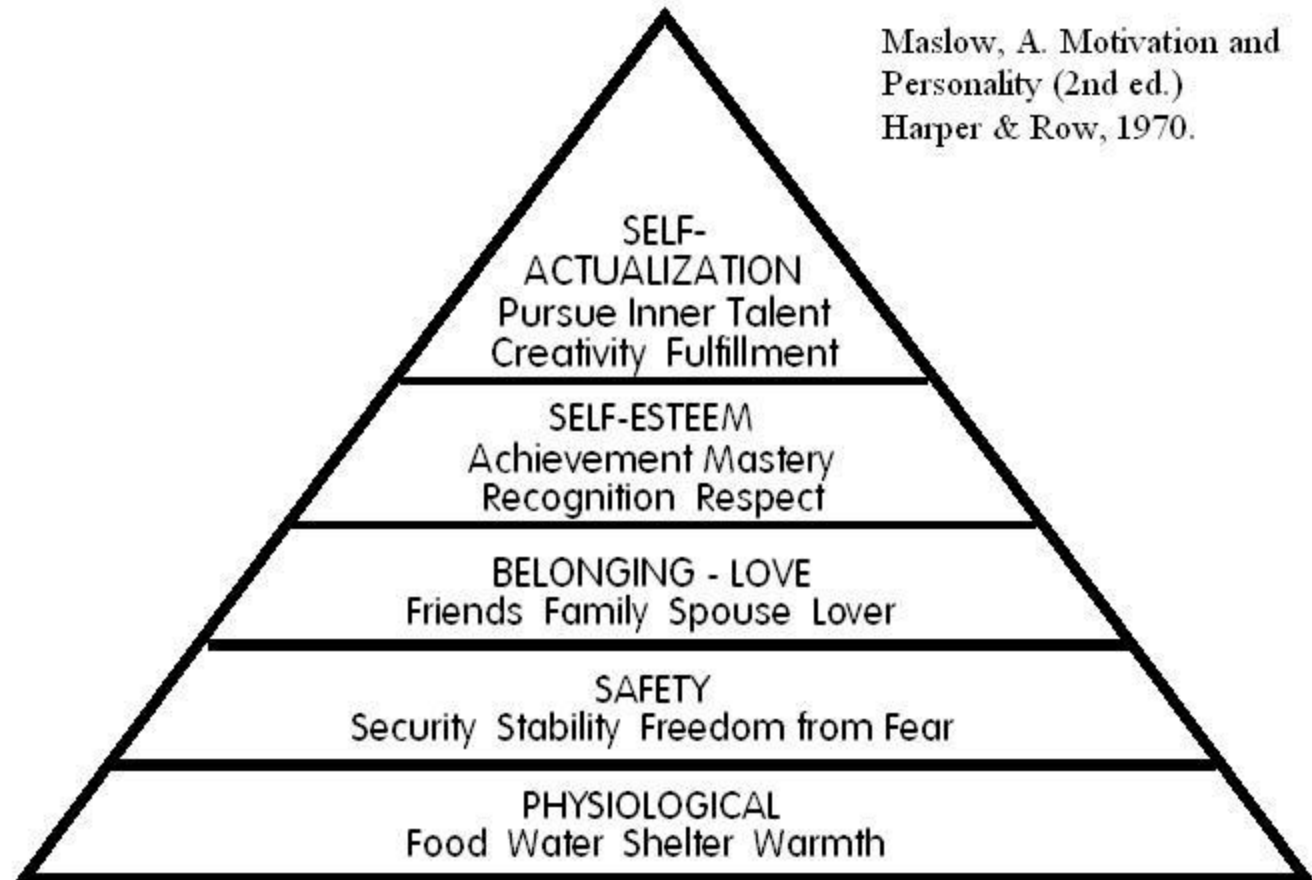 Maslow, A. Motivation and
Personality (2nd ed.)
Harper & Row, 1970.
SELF-
ACTUALIZATION
Pursue Inner Talent
Creativity Fulfillment
SELF-ESTEEM
Achievement Mastery
Recognition Respect
BELONGING - LOVE
Friends Family Spouse Lover
SAFETY
Security Stability Freedom from Fear
PHYSIOLOGICAL
Food Water Shelter Warmth